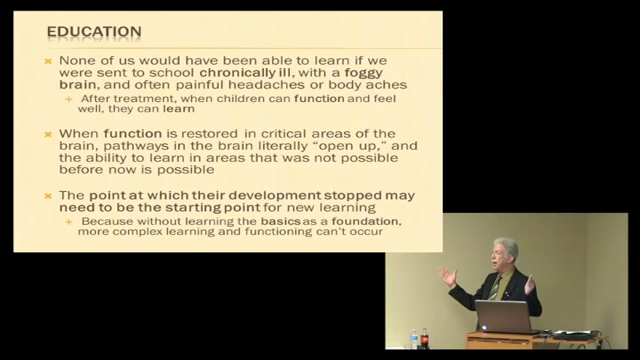 EDUCATION
None of us would have been able to learn if we
were sent to school chronically ill, with a foggy
brain, and often painful headaches or body aches
After treatment, when children can function and feel
well, they can learn
When function is restored in critical areas of the
brain, pathways in the brain literally “open up,” and
the ability to learn in areas that was not possible
before now is possible
The point at which their development stopped may
need to be the starting point for new learning
Because without learning the basics as a foundation,
more complex learning and functioning can’t occur